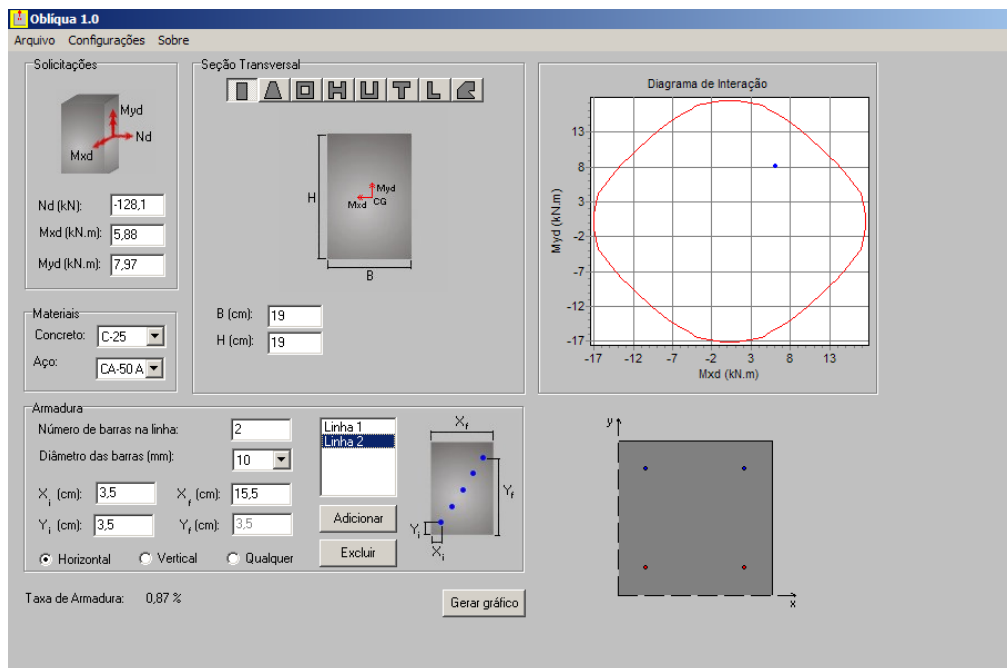 Oblíqua 1.0
Arquivo Configurações Sobre
Solicitações
Myd
Nd
Mxd
Nd (kN): -128,1
Mxd (kN.m): 5,88
Myd (kN.m): 7,97
Materiais
Concreto: C-25
Aço: CA-50 A
Seção Transversal
H
Myd
Mxd CG
B
B (cm): 19
H (cm): 19
Diagrama de Interação
Myd (kN.m)
13
8
3
-2
-7
-12
-17
-17 -12 -7 -2 3 8 13
Mxd (kN.m)
Armadura
Número de barras na linha: 2
Diâmetro das barras (mm): 10
Xi (cm): 3,5 Xf (cm): 15,5
Yi (cm): 3,5 Yf (cm): 3,5
Horizontal Vertical Qualquer
Linha 1
Linha 2
Adicionar
Excluir
Xf
Yf
Yi
Xi
Taxa de Armadura: 0,87 %
Gerar gráfico
y
x